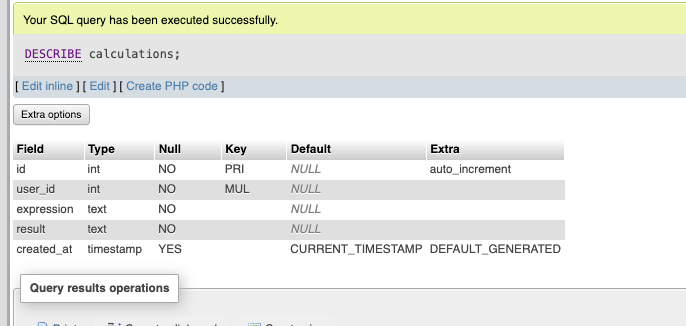 Your SQL query has been executed successfully.
DESCRIBE calculations;
[ Edit inline ] [ Edit ] [ Create PHP code ]
Extra options
Field Type Null Key Default Extra
id int NO PRI NULL auto_increment
user_id int NO MUL NULL
expression text NO NULL
result text NO NULL
created_at timestamp YES CURRENT_TIMESTAMP DEFAULT_GENERATED
Query results operations